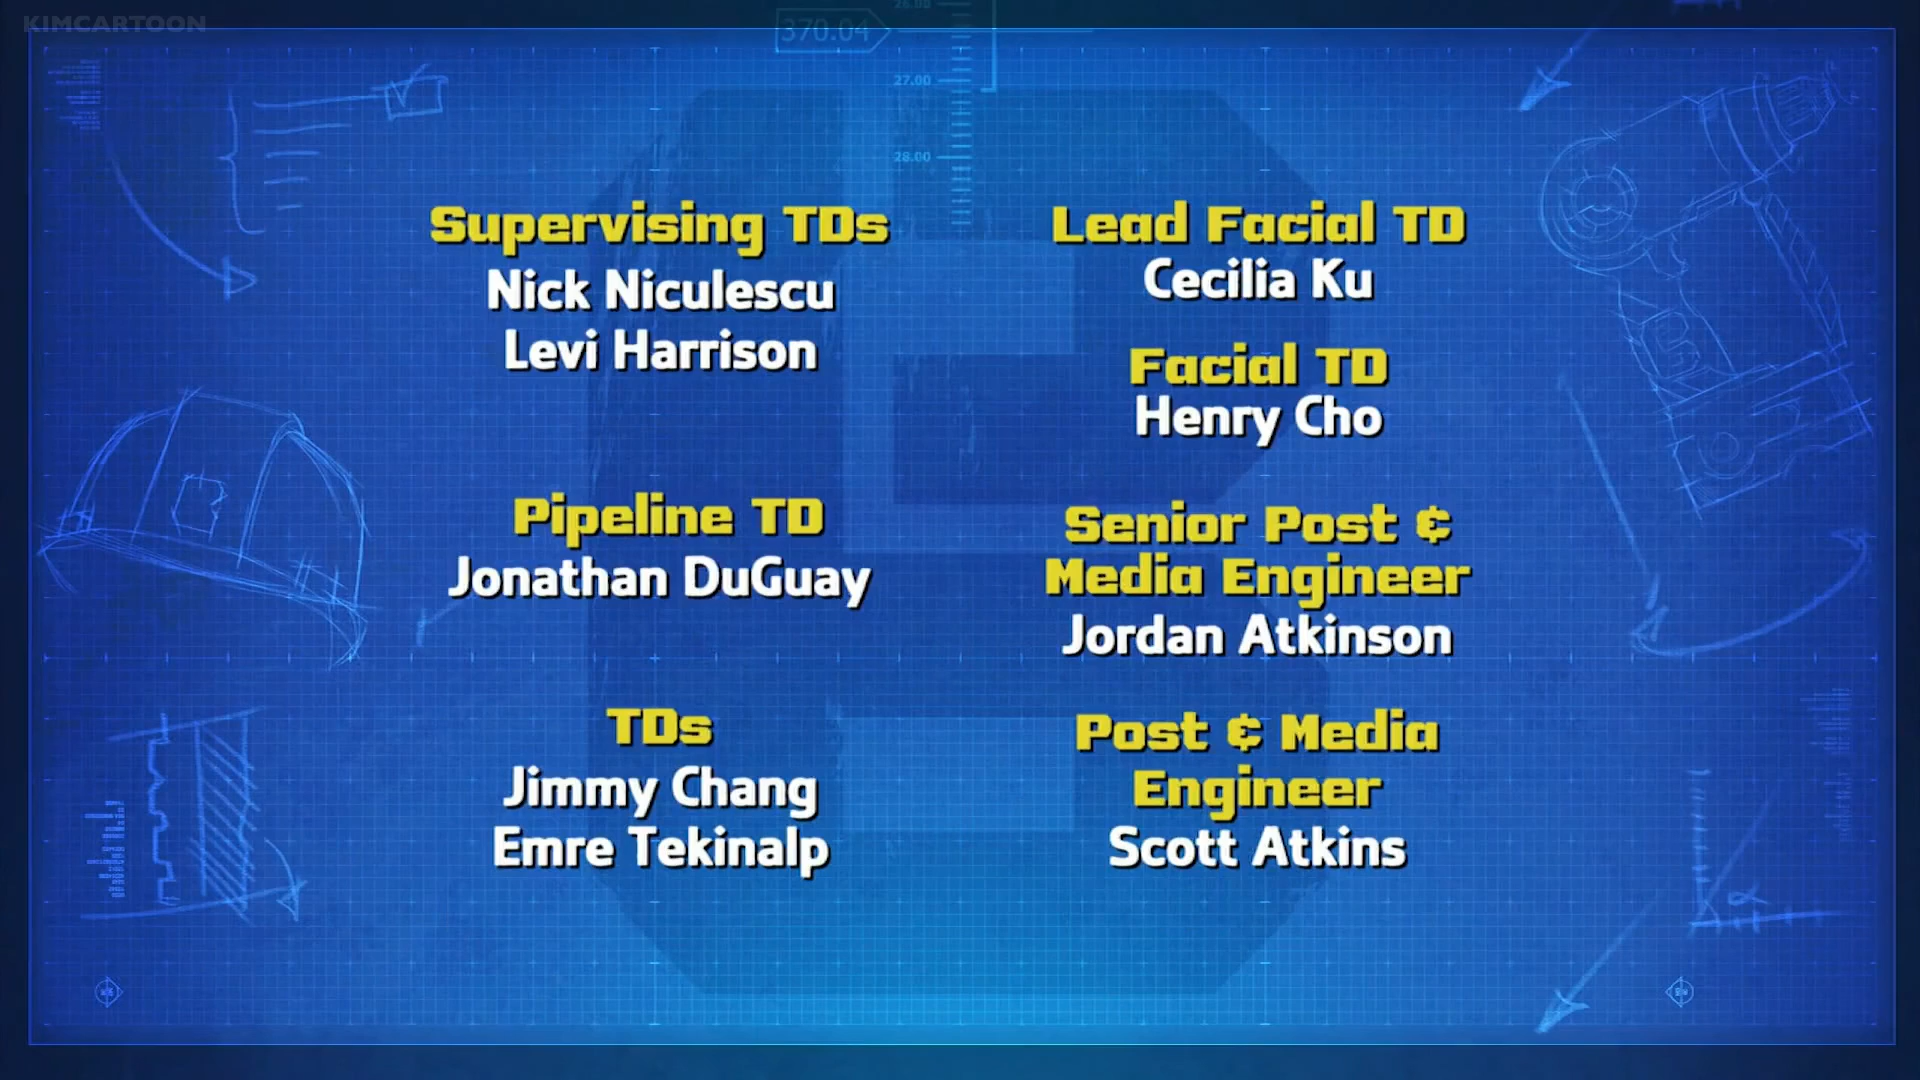 KIMCARTOON
370.04
26.00
27.00
28.00
Supervising TDs
Nick Niculescu
Levi Harrison
Pipeline TD
Jonathan DuGuay
TDs
Jimmy Chang
Emre Tekinalp
Lead Facial TD
Cecilia Ku
Facial TD
Henry Cho
Senior Post &
Media Engineer
Jordan Atkinson
Post & Media
Engineer
Scott Atkins